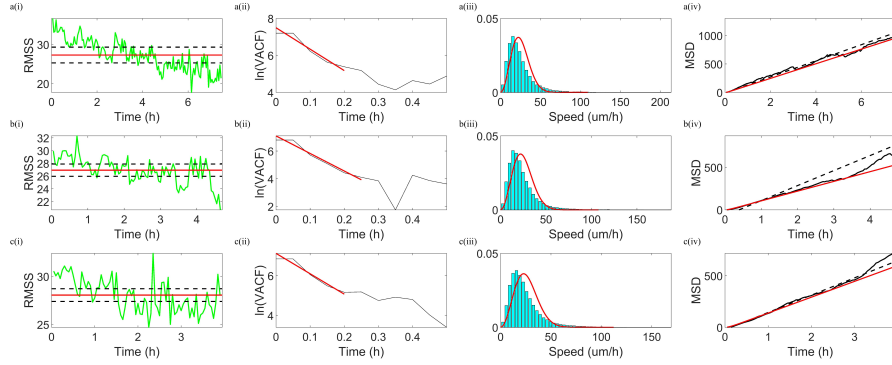 a(i)
RMSS
30
20
0 2 4 6
Time (h)
a(ii)
ln(VACF)
8
6
4
0 0.1 0.2 0.3 0.4
Time (h)
a(iii)
0.05
0
0 50 100 150 200
Speed (um/h)
a(iv)
MSD
1000
500
0
0 2 4 6
Time (h)
b(i)
RMSS
32
30
28
26
24
22
0 1 2 3 4
Time (h)
b(ii)
ln(VACF)
6
4
2
0 0.1 0.2 0.3 0.4
Time (h)
b(iii)
0.05
0
0 50 100 150
Speed (um/h)
b(iv)
MSD
500
0
0 1 2 3 4
Time (h)
c(i)
RMSS
30
25
0 1 2 3
Time (h)
c(ii)
ln(VACF)
6
4
0 0.1 0.2 0.3 0.4
Time (h)
c(iii)
0.05
0
0 50 100 150
Speed (um/h)
c(iv)
MSD
500
0
0 1 2 3
Time (h)